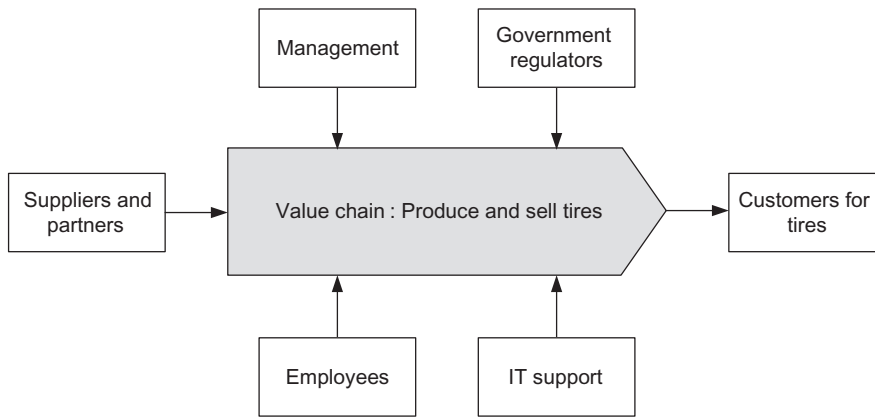 Management
Government
regulators
Suppliers and
partners
Value chain : Produce and sell tires
Customers for
tires
Employees
IT support